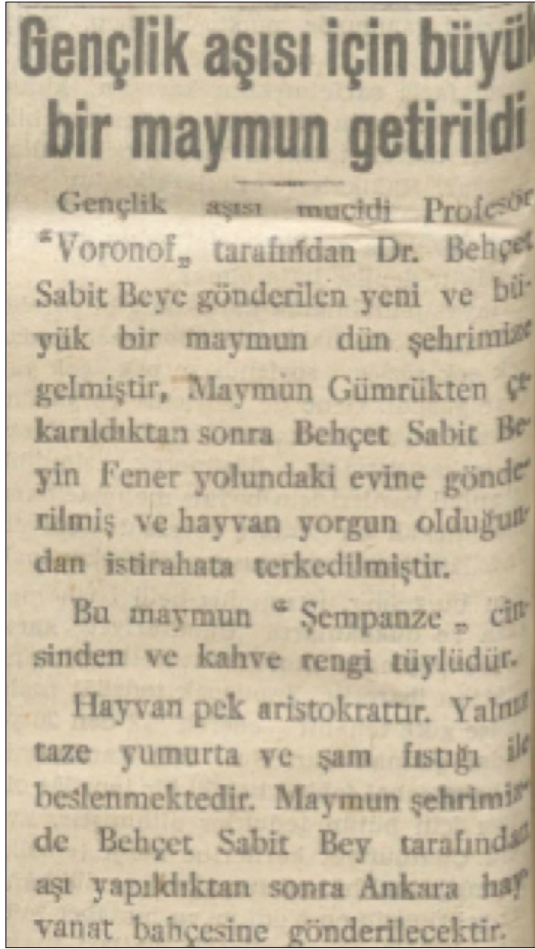 Gençlik aşısı için büyük
bir maymun getirildi
Gençlik aşısı mucidi Profesör
“Voronof„ tarafından Dr. Behçet
Sabit Beye gönderilen yeni ve bü-
yük bir maymun dün şehrimize
gelmiştir, Maymun Gümrükten çı-
karıldıktan sonra Behçet Sabit Be-
yin Fener yolundaki evine gönde-
rilmiş ve hayvan yorgun olduğun-
dan istirahata terkedilmiştir.
Bu maymun “ Şempanze „ cin-
sinden ve kahve rengi tüylüdür.
Hayvan pek aristokrattır. Yalnız
taze yumurta ve şam fıstığı ile
beslenmektedir. Maymun şehrimiz-
de Behçet Sabit Bey tarafından
aşı yapıldıktan sonra Ankara hay-
vanat bahçesine gönderilecektir.